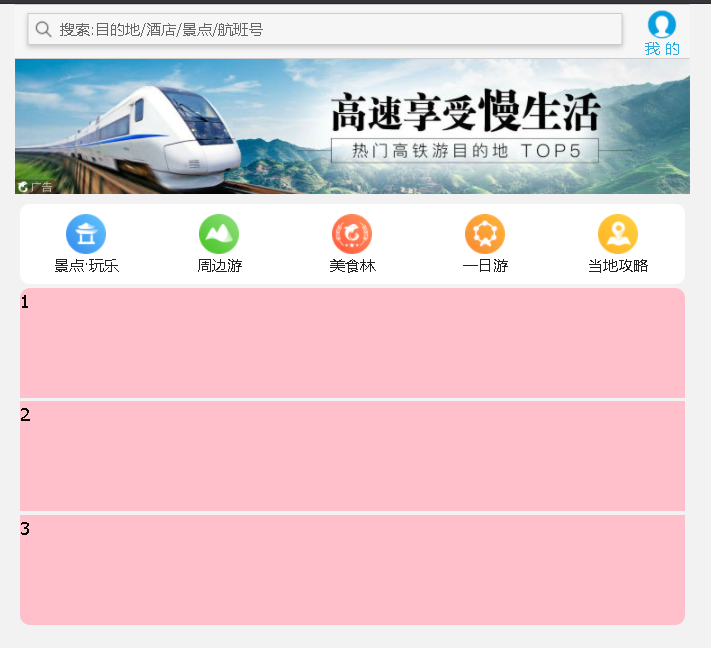 搜索:目的地/酒店/景点/航班号
我 的
高速享受慢生活
热门高铁游目的地 TOP5
广告
景点·玩乐
周边游
美食林
一日游
当地攻略
1
2
3